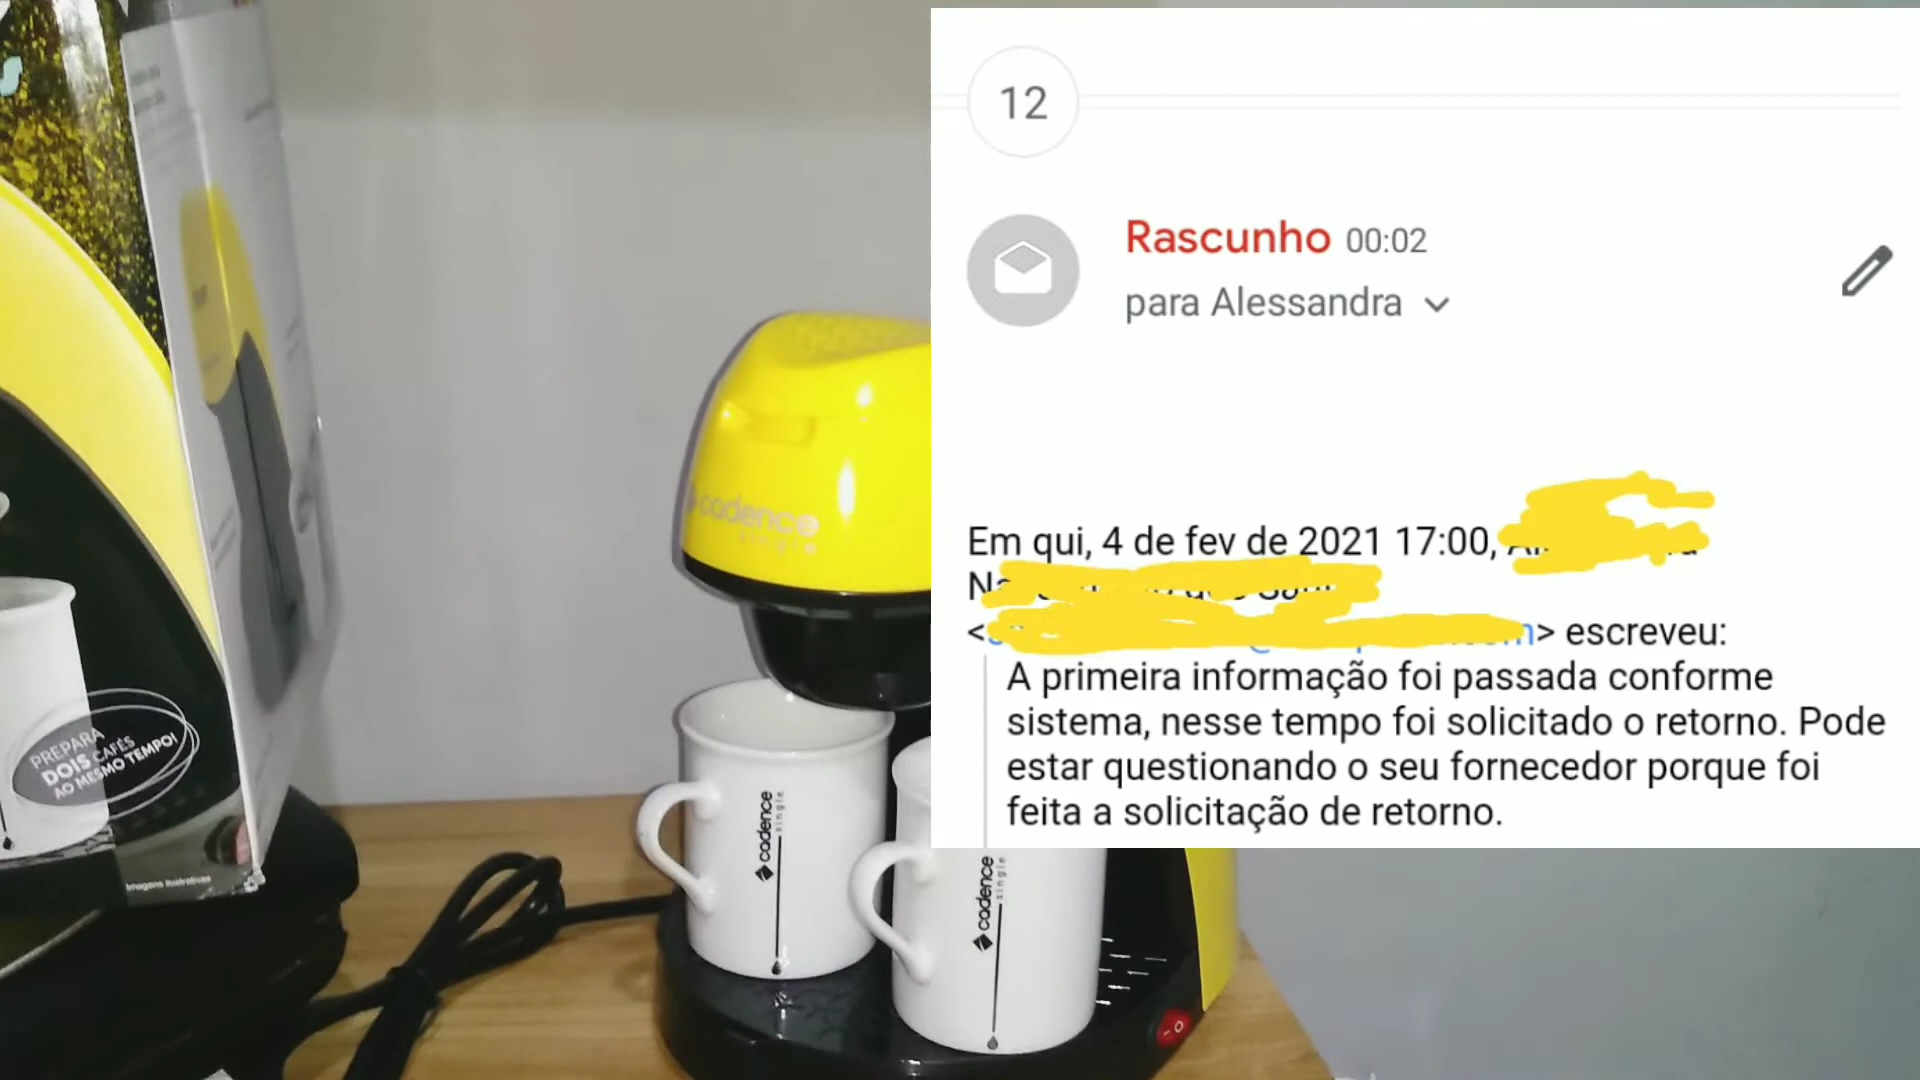 12
Rascunho 00:02
para Alessandra
Em qui, 4 de fev de 2021 17:00,
> escreveu:
A primeira informação foi passada conforme
sistema, nesse tempo foi solicitado o retorno. Pode
estar questionando o seu fornecedor porque foi
feita a solicitação de retorno.
cadence
single
cadence
single
cadence
single
PREPARA
DOIS CAFÉS
AO MESMO TEMPO!
Imagens ilustrativas